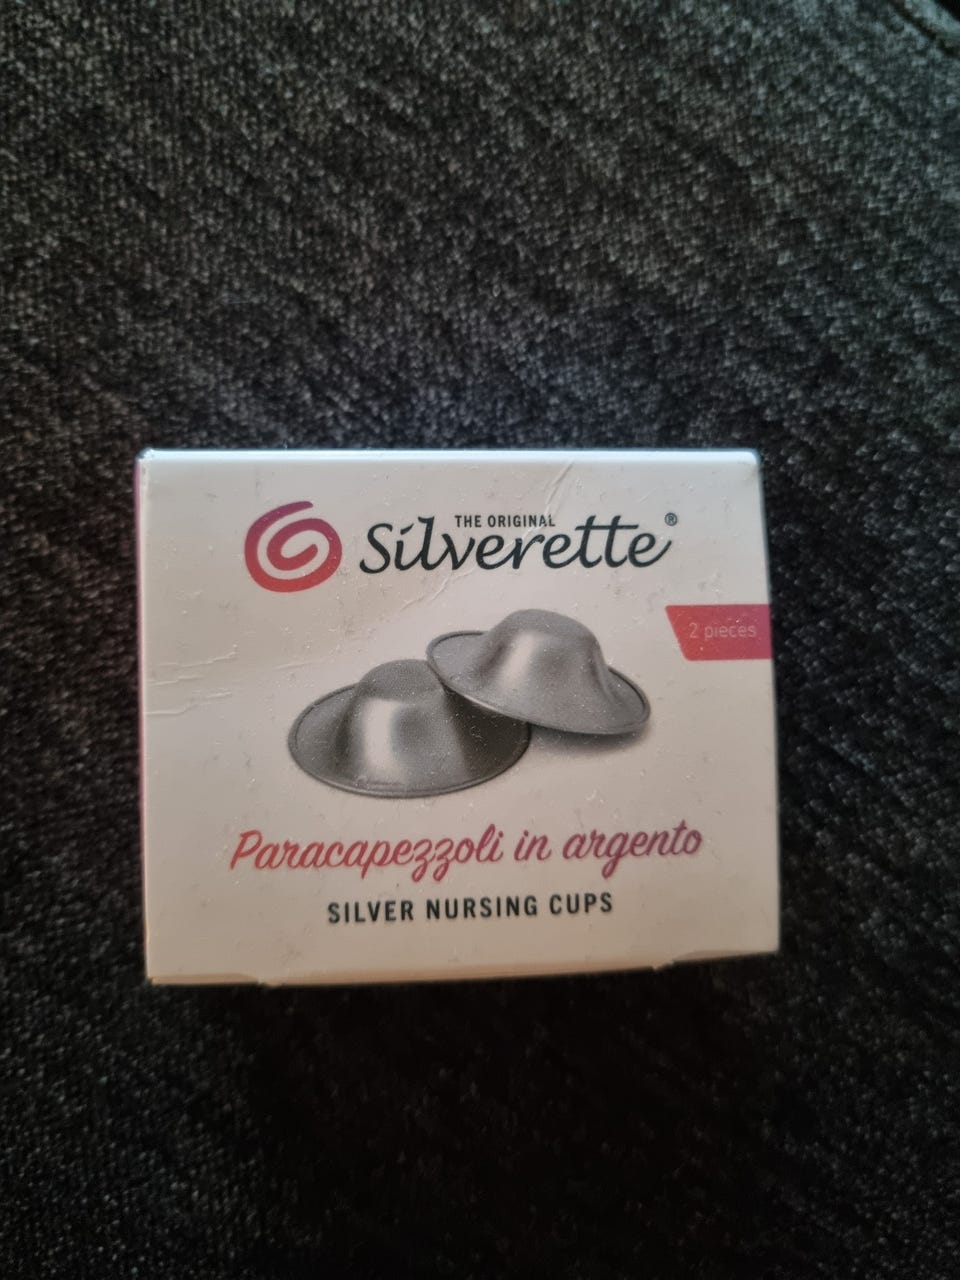 THE ORIGINAL
Silverette®
2 pieces
Paracapezzoli in argento
SILVER NURSING CUPS